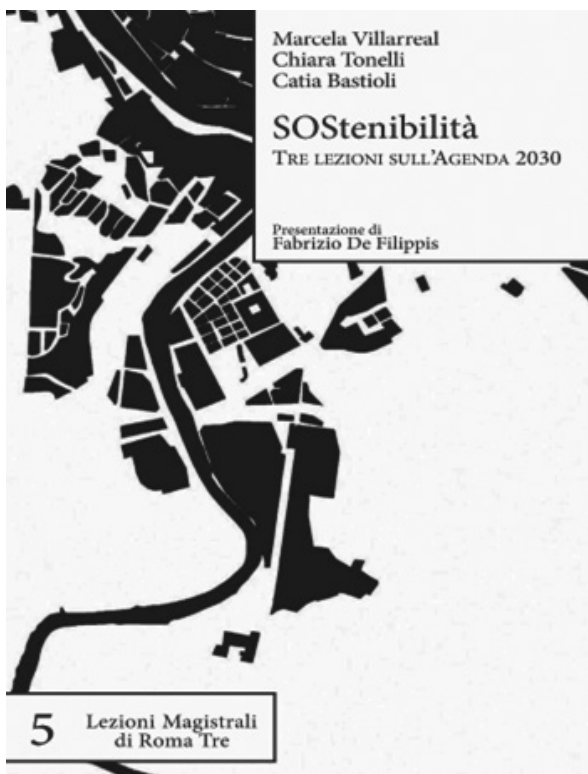 Marcela Villarreal
Chiara Tonelli
Catia Bastioli
SOStenibilità
Tre lezioni sull'Agenda 2030
Presentazione di
Fabrizio De Filippis
5
Lezioni Magistrali
di Roma Tre